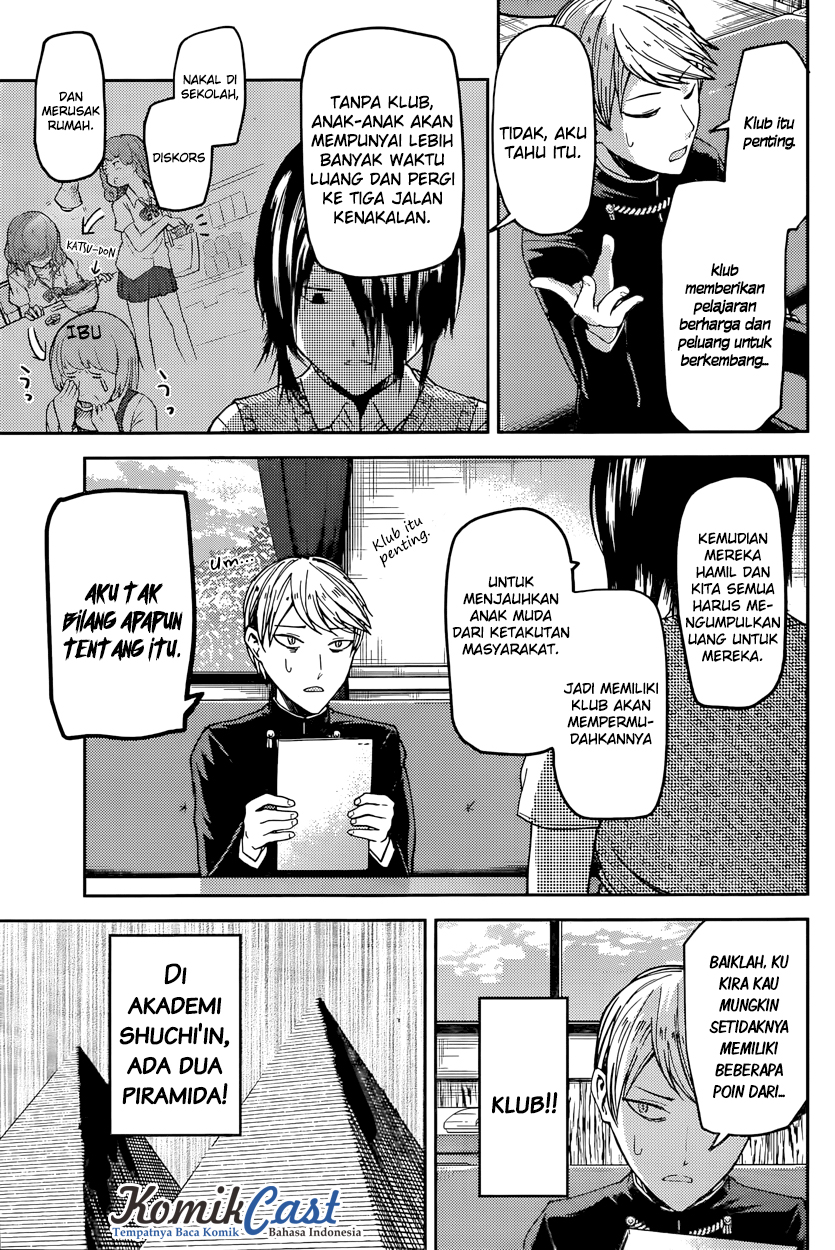 Klub itu
penting.
TIDAK, AKU
TAHU ITU.
Klub
memberikan
pelajaran
berharga dan
peluang untuk
berkembang...
TANPA KLUB,
ANAK-ANAK AKAN
MEMPUNYAI LEBIH
BANYAK WAKTU
LUANG DAN PERGI
KE TIGA JALAN
KENAKALAN.
NAKAL DI
SEKOLAH,
DISKORS
DAN
MERUSAK
RUMAH.
KATSU-DON
IBU
KEMUDIAN
MEREKA
HAMIL DAN
KITA SEMUA
HARUS ME-
NGUMPULKAN
UANG UNTUK
MEREKA.
UNTUK
MENJAUHKAN
ANAK MUDA
DARI KETAKUTAN
MASYARAKAT.
JADI MEMILIKI
KLUB AKAN
MEMPERMU-
DAHKANNYA
Klub itu
penting.
um...
AKU TAK
BILANG APAPUN
TENTANG ITU.
BAIKLAH, KU
KIRA KAU
MUNGKIN
SETIDAKNYA
MEMILIKI
BEBERAPA
POIN DARI...
KLUB!!
DI
AKADEMI
SHUCHI'IN,
ADA DUA
PIRAMIDA!
KomikCast
Tempatnya Baca Komik Bahasa Indonesia